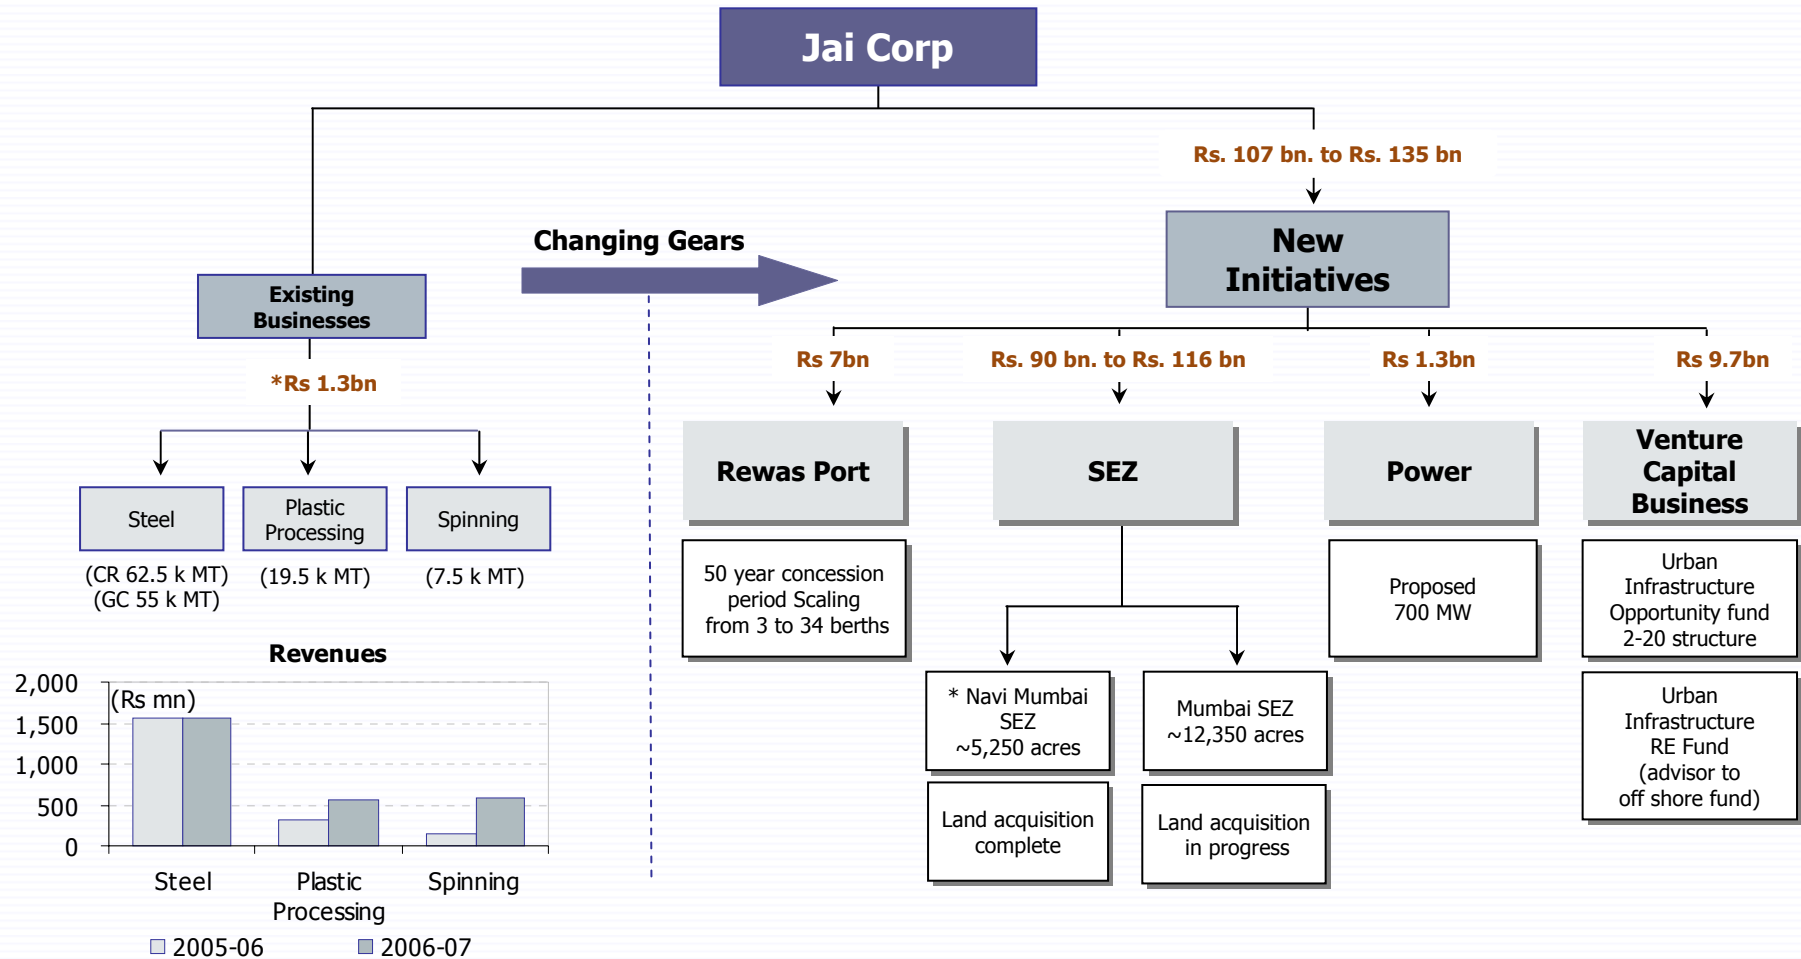 Jai Corp
Rs. 107 bn. to Rs. 135 bn
New
Initiatives
Changing Gears
Existing
Businesses
*Rs 1.3bn
Steel
Plastic
Processing
Spinning
(CR 62.5 k MT)
(GC 55 k MT)
(19.5 k MT)
(7.5 k MT)
Revenues
(Rs mn)
2,000
1,500
1,000
500
0
Steel
Plastic
Processing
Spinning
2005-06
2006-07
Rs 7bn
Rs. 90 bn. to Rs. 116 bn
Rs 1.3bn
Rs 9.7bn
Rewas Port
SEZ
Power
Venture
Capital
Business
50 year concession
period Scaling
from 3 to 34 berths
Proposed
700 MW
Urban
Infrastructure
Opportunity fund
2-20 structure
* Navi Mumbai
SEZ
~5,250 acres
Mumbai SEZ
~12,350 acres
Urban
Infrastructure
RE Fund
(advisor to
off shore fund)
Land acquisition
complete
Land acquisition
in progress